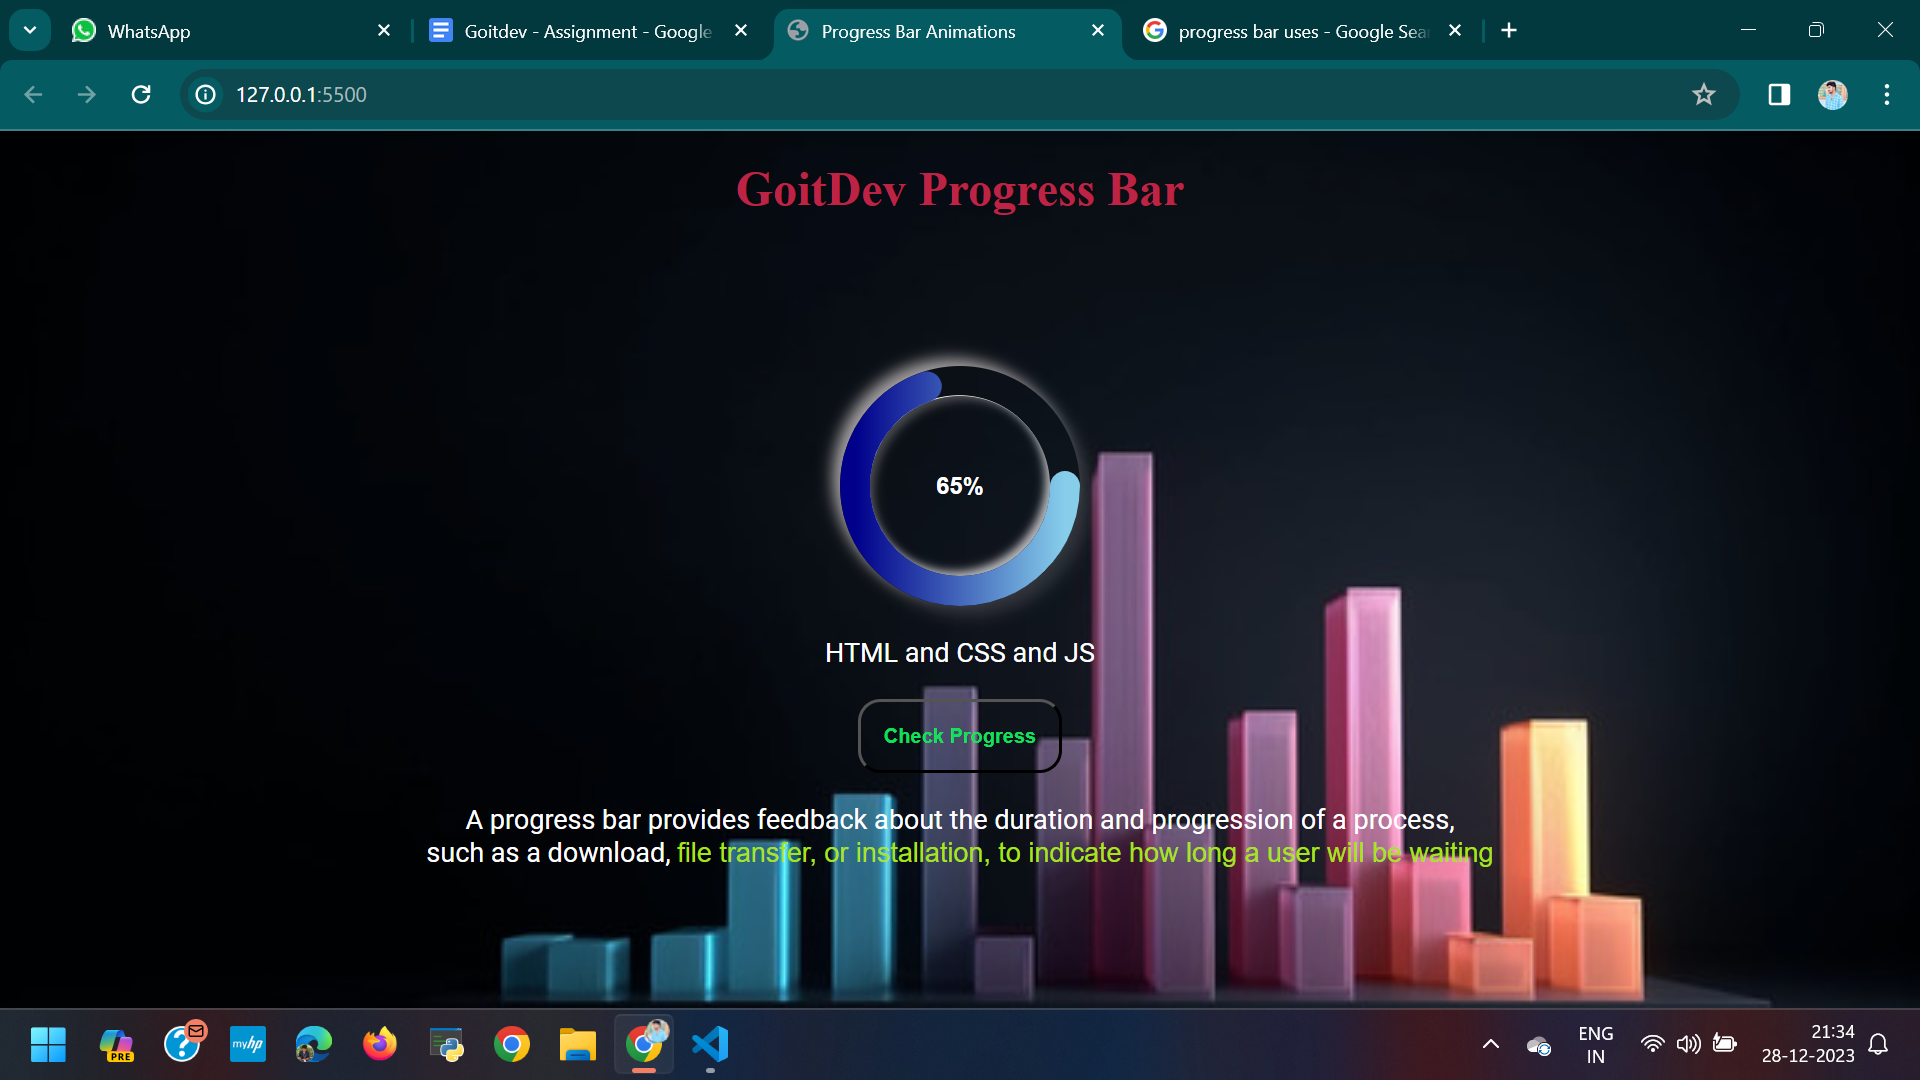 WhatsApp
Goitdev - Assignment - Google
Progress Bar Animations
progress bar uses - Google Sear
127.0.0.1:5500
GoitDev Progress Bar
65%
HTML and CSS and JS
Check Progress
A progress bar provides feedback about the duration and progression of a process,
such as a download, file transfer, or installation, to indicate how long a user will be waiting
PRE
myhp
ENG
IN
21:34
28-12-2023